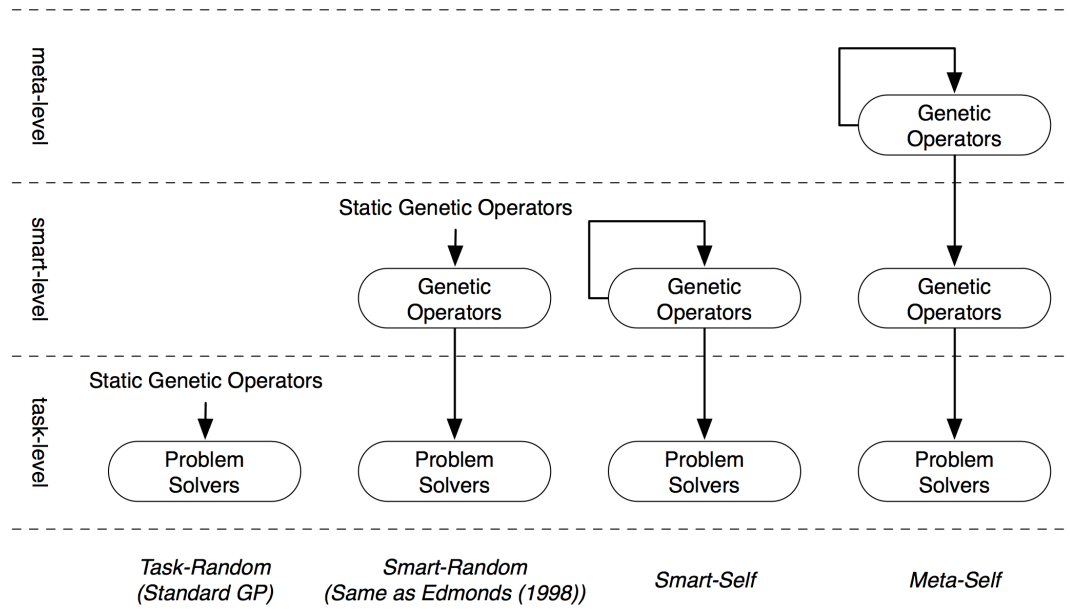 meta-level
Genetic
Operators
smart-level
Static Genetic Operators
Genetic
Operators
Genetic
Operators
Genetic
Operators
task-level
Static Genetic Operators
Problem
Solvers
Problem
Solvers
Problem
Solvers
Problem
Solvers
Task-Random
(Standard GP)
Smart-Random
(Same as Edmonds (1998))
Smart-Self
Meta-Self